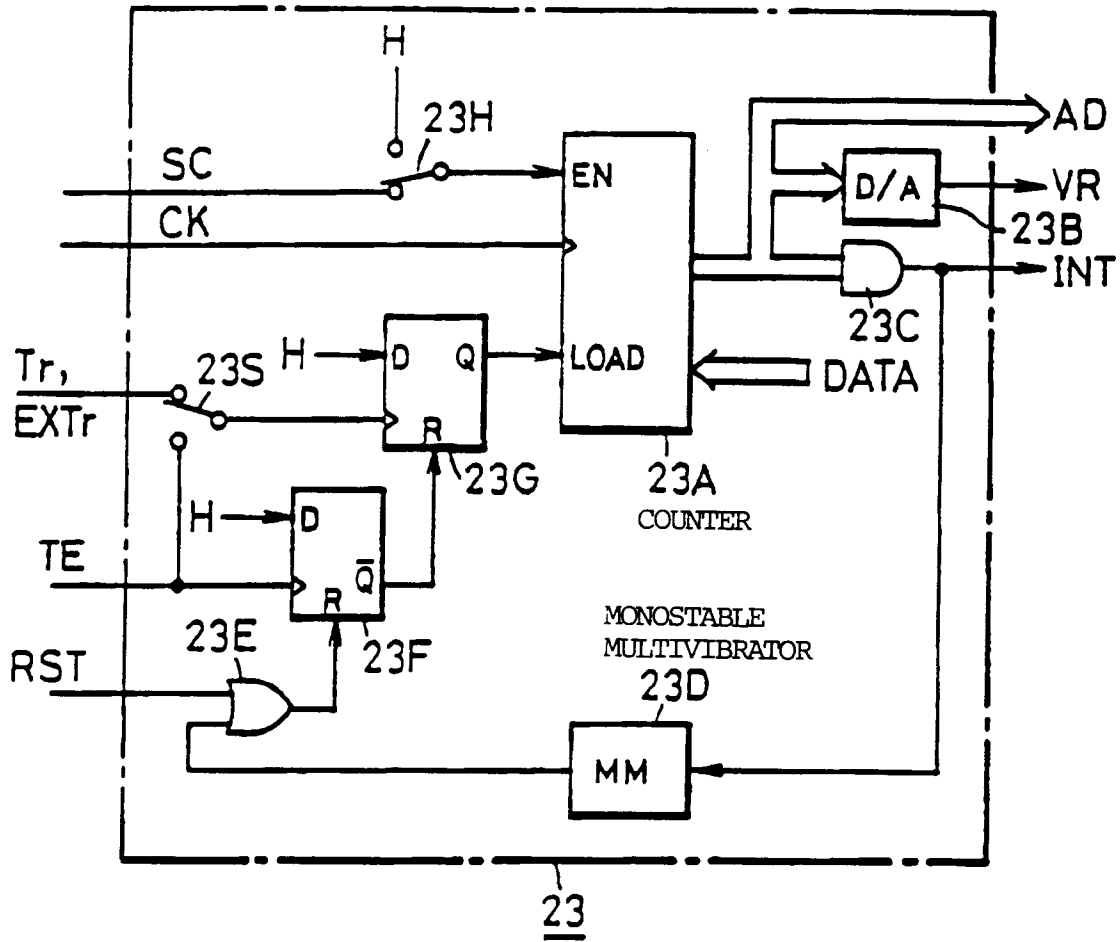 H
23H
AD
SC
EN
D/A
VR
CK
23B
INT
23C
Tr,
EXTr
23S
H
D
Q
LOAD
DATA
R
23G
23A
COUNTER
H
D
TE
Q̅
R
23F
MONOSTABLE
MULTIVIBRATOR
23E
RST
23D
MM
23